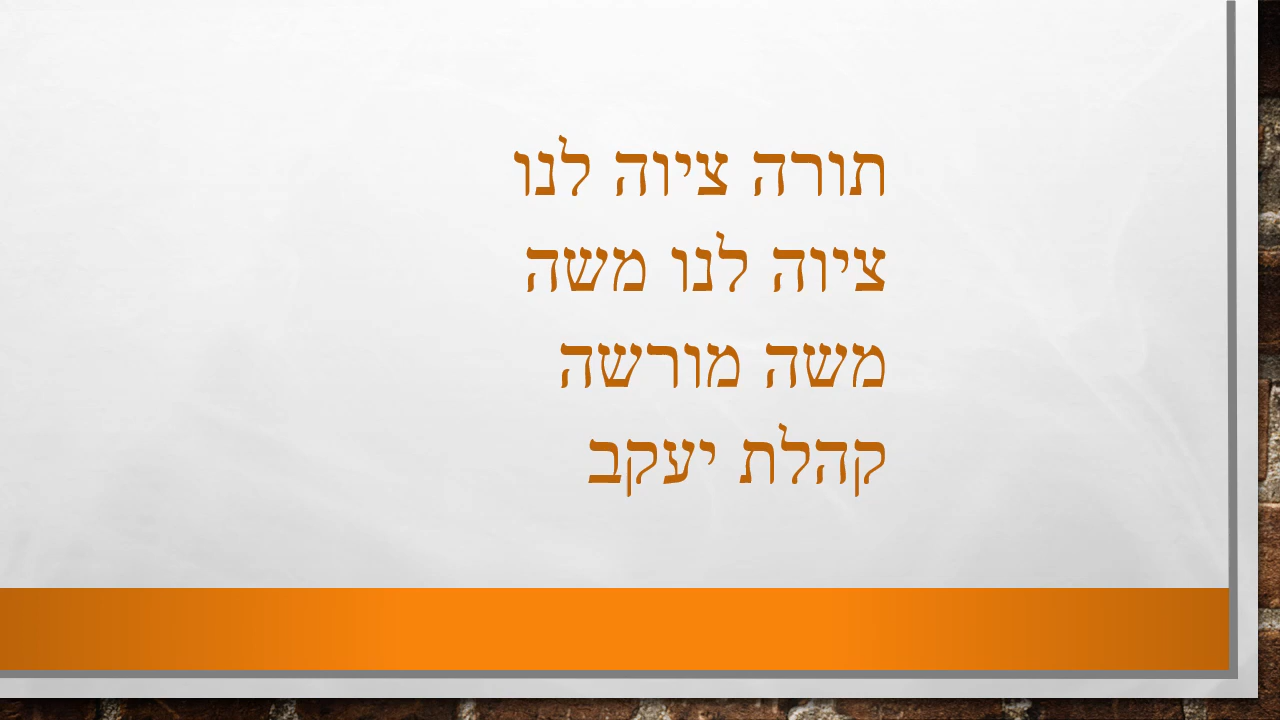 תורה ציוה לנו
ציוה לנו משה
משה מורשה
קהלת יעקב